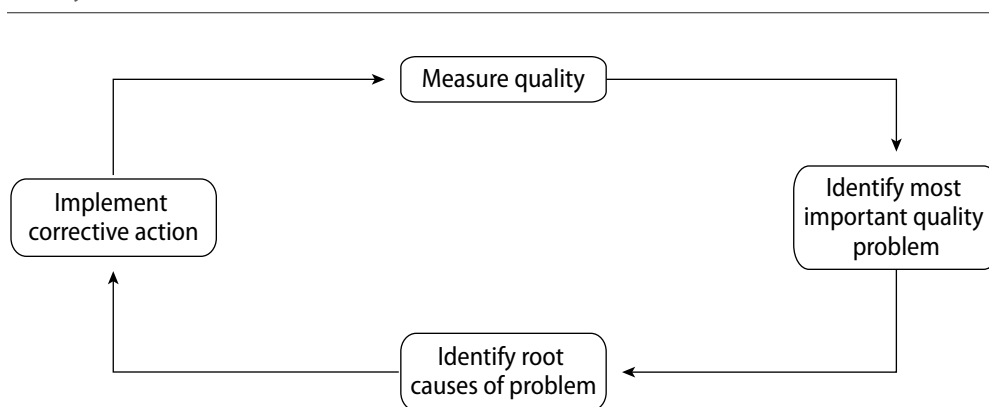 Measure quality
Identify most
important quality
problem
Identify root
causes of problem
Implement
corrective action